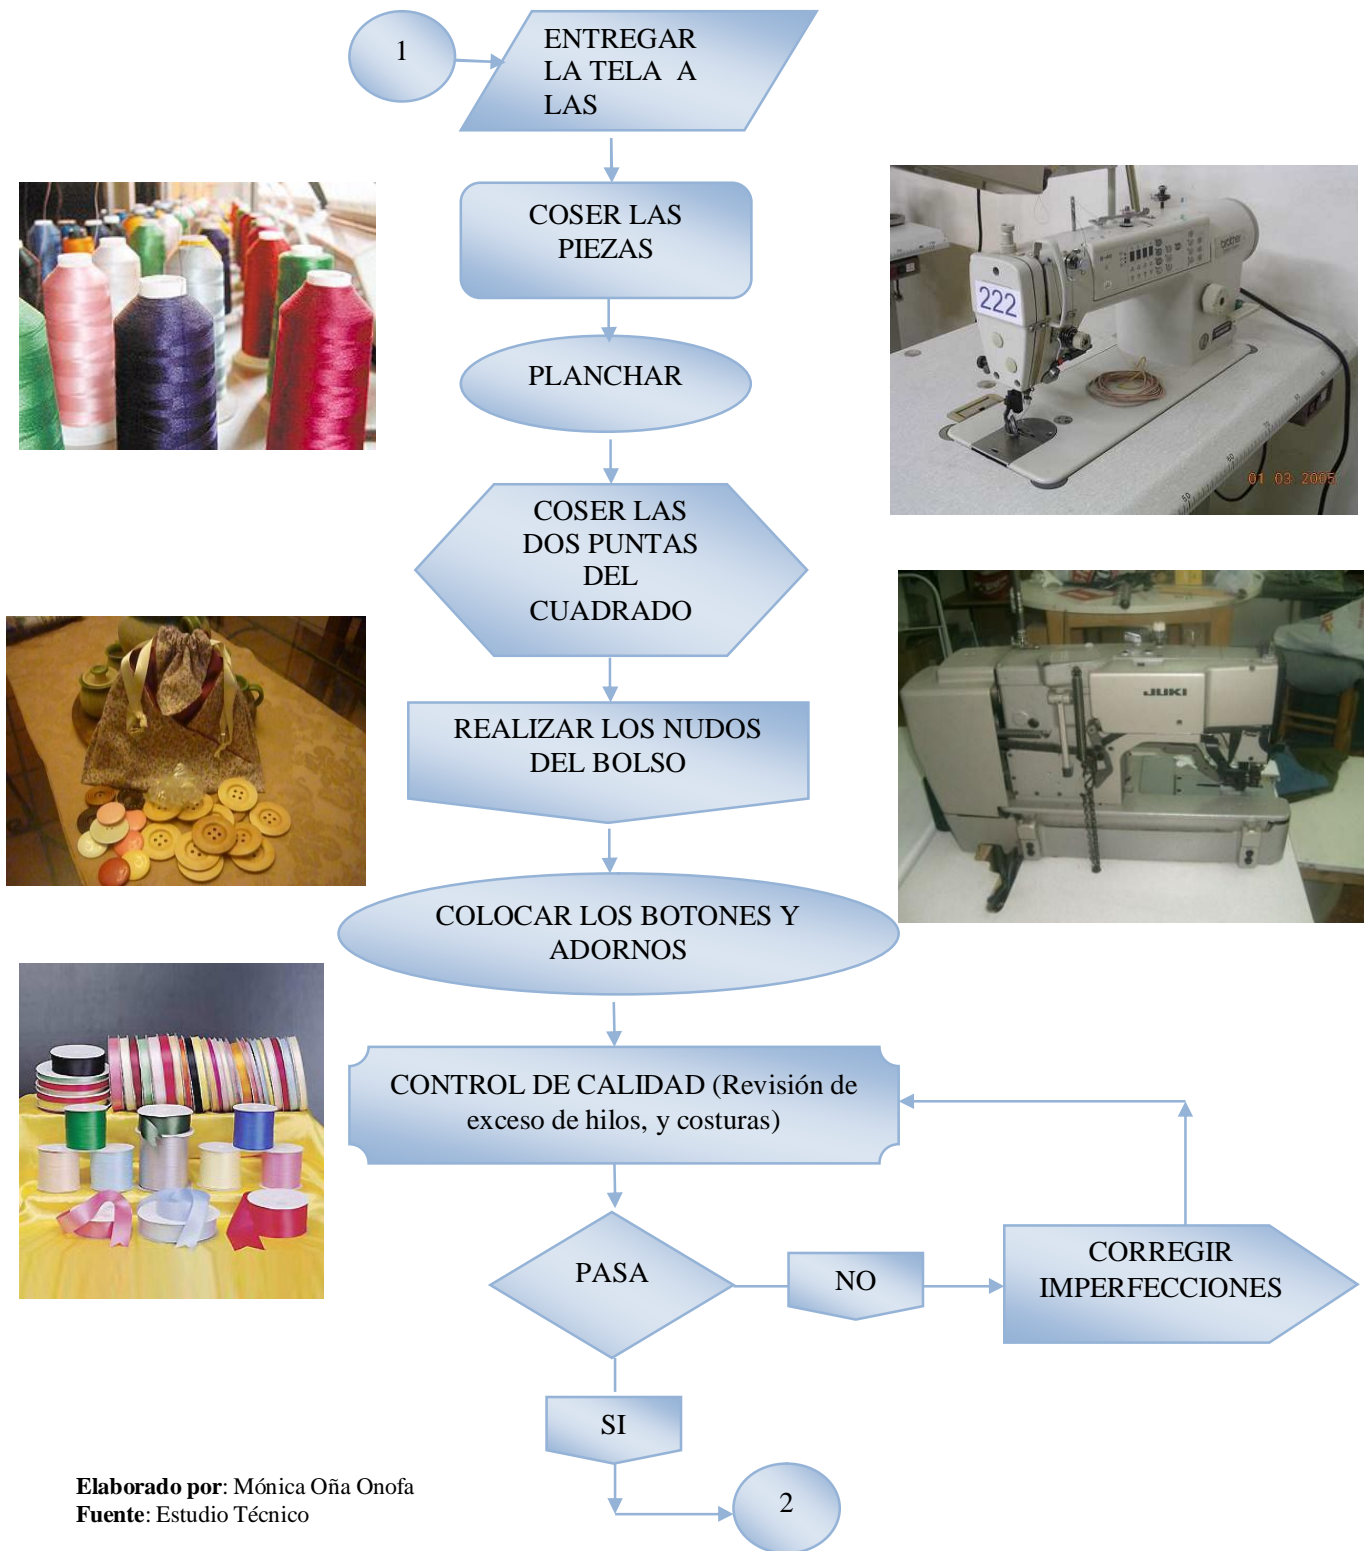 1
ENTREGAR
LA TELA A
LAS
COSER LAS
PIEZAS
222
brother
PLANCHAR
01 03 2005
COSER LAS
DOS PUNTAS
DEL
CUADRADO
JUKI
REALIZAR LOS NUDOS
DEL BOLSO
COLOCAR LOS BOTONES Y
ADORNOS
CONTROL DE CALIDAD (Revisión de
exceso de hilos, y costuras)
PASA
NO
CORREGIR
IMPERFECCIONES
SI
2
Elaborado por: Mónica Oña Onofa
Fuente: Estudio Técnico